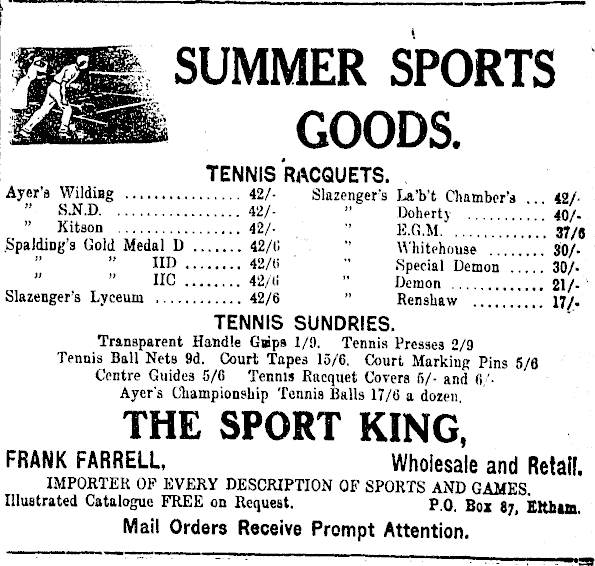 SUMMER SPORTS
GOODS.
TENNIS RACQUETS.
Ayer's Wilding ................ 42/-
" S.N.D. ................. 42/-
" Kitson ................. 42/-
Spalding's Gold Medal D ....... 42/6
" " IID ........ 42/6
" " IIC ........ 42/6
Slazenger's Lyceum ............ 42/6
Slazenger's La'b't Chamber's ... 42/-
" Doherty ........... 40/-
" E.G.M. ............. 37/6
" Whitehouse ........ 30/-
" Special Demon ..... 30/-
" Demon ............. 21/-
" Renshaw .......... 17/-
TENNIS SUNDRIES.
Transparent Handle Grips 1/9. Tennis Presses 2/9
Tennis Ball Nets 9d. Court Tapes 15/6. Court Marking Pins 5/6
Centre Guides 5/6 Tennis Racquet Covers 5/- and 6/-
Ayer's Championship Tennis Balls 17/6 a dozen.
THE SPORT KING,
FRANK FARRELL, Wholesale and Retail.
IMPORTER OF EVERY DESCRIPTION OF SPORTS AND GAMES.
Illustrated Catalogue FREE on Request. P.O. Box 87, Eltham.
Mail Orders Receive Prompt Attention.